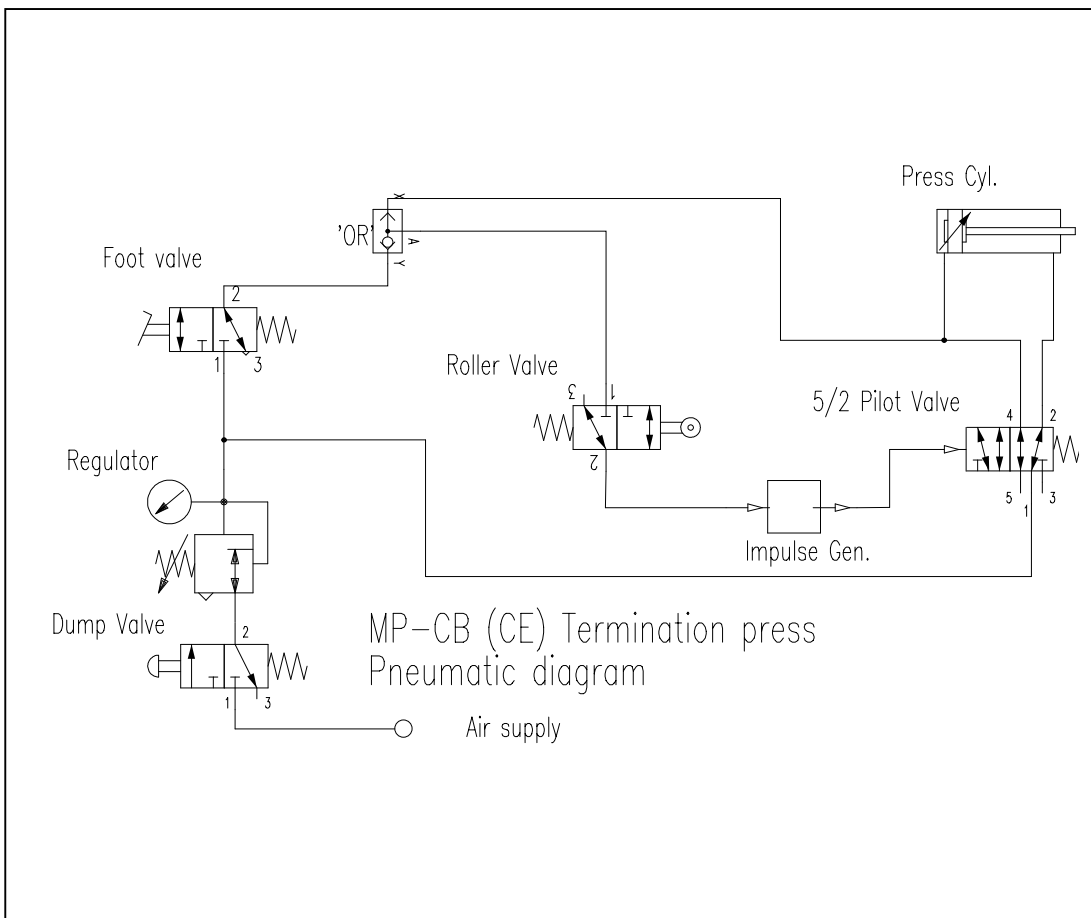 Press Cyl.
X
'OR'
A
Y
Foot valve
2
1
3
Roller Valve
3
1
2
5/2 Pilot Valve
4
2
5
1
3
Regulator
Impulse Gen.
Dump Valve
2
1
3
MP-CB (CE) Termination press
Pneumatic diagram
Air supply